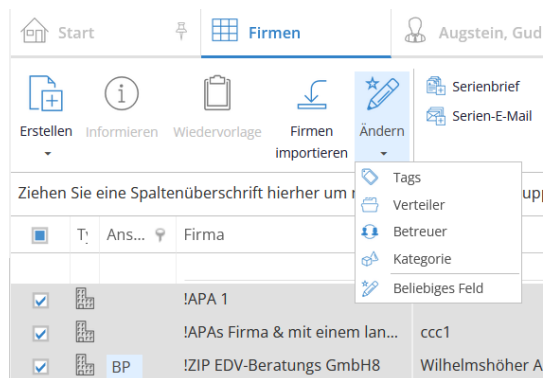 Start Firmen Augstein, Gud
Serienbrief
Serien-E-Mail
Erstellen Informieren Wiedervorlage Firmen importieren Ändern
Tags
Verteiler
Betreuer
Kategorie
Beliebiges Feld
Ziehen Sie eine Spaltenüberschrift hierher um
Ans... Firma
!APA 1
!APAs Firma & mit einem lan... ccc1
BP !ZIP EDV-Beratungs GmbH8 Wilhelmshöher A